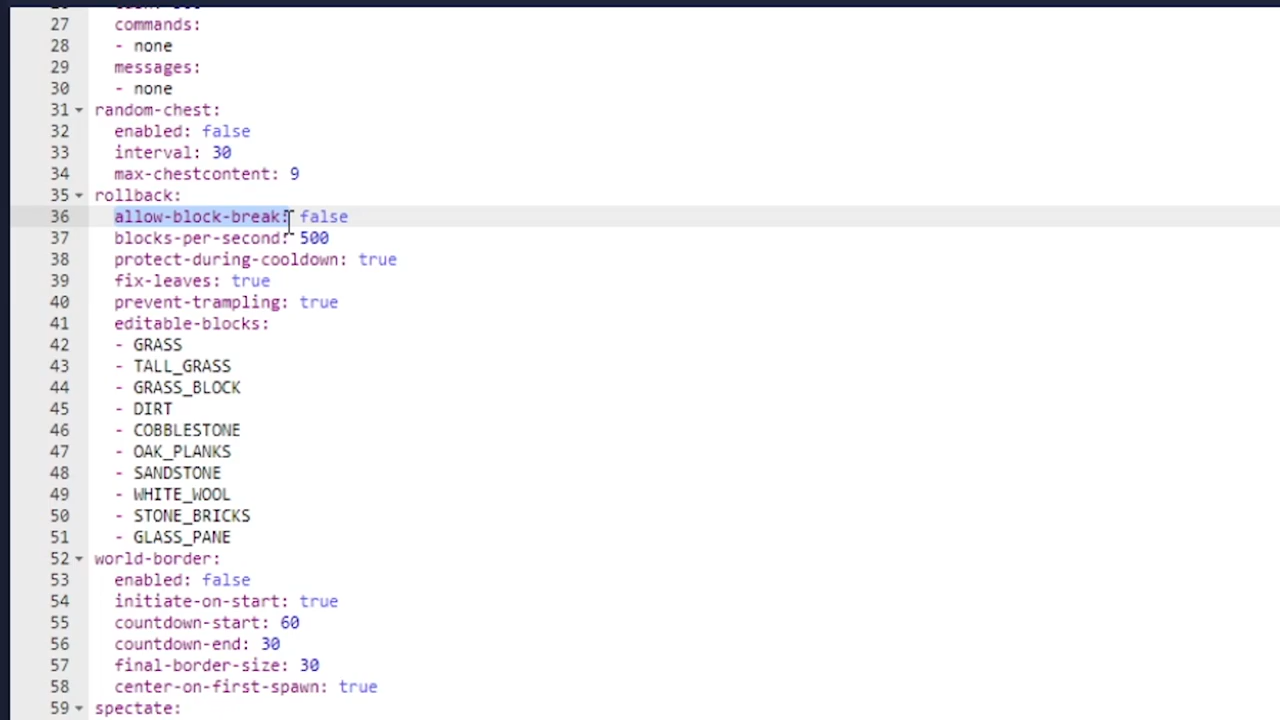 27 commands:
28 - none
29 messages:
30 - none
31 random-chest:
32 enabled: false
33 interval: 30
34 max-chestcontent: 9
35 rollback:
36 allow-block-break: false
37 blocks-per-second: 500
38 protect-during-cooldown: true
39 fix-leaves: true
40 prevent-trampling: true
41 editable-blocks:
42 - GRASS
43 - TALL_GRASS
44 - GRASS_BLOCK
45 - DIRT
46 - COBBLESTONE
47 - OAK_PLANKS
48 - SANDSTONE
49 - WHITE_WOOL
50 - STONE_BRICKS
51 - GLASS_PANE
52 world-border:
53 enabled: false
54 initiate-on-start: true
55 countdown-start: 60
56 countdown-end: 30
57 final-border-size: 30
58 center-on-first-spawn: true
59 spectate: